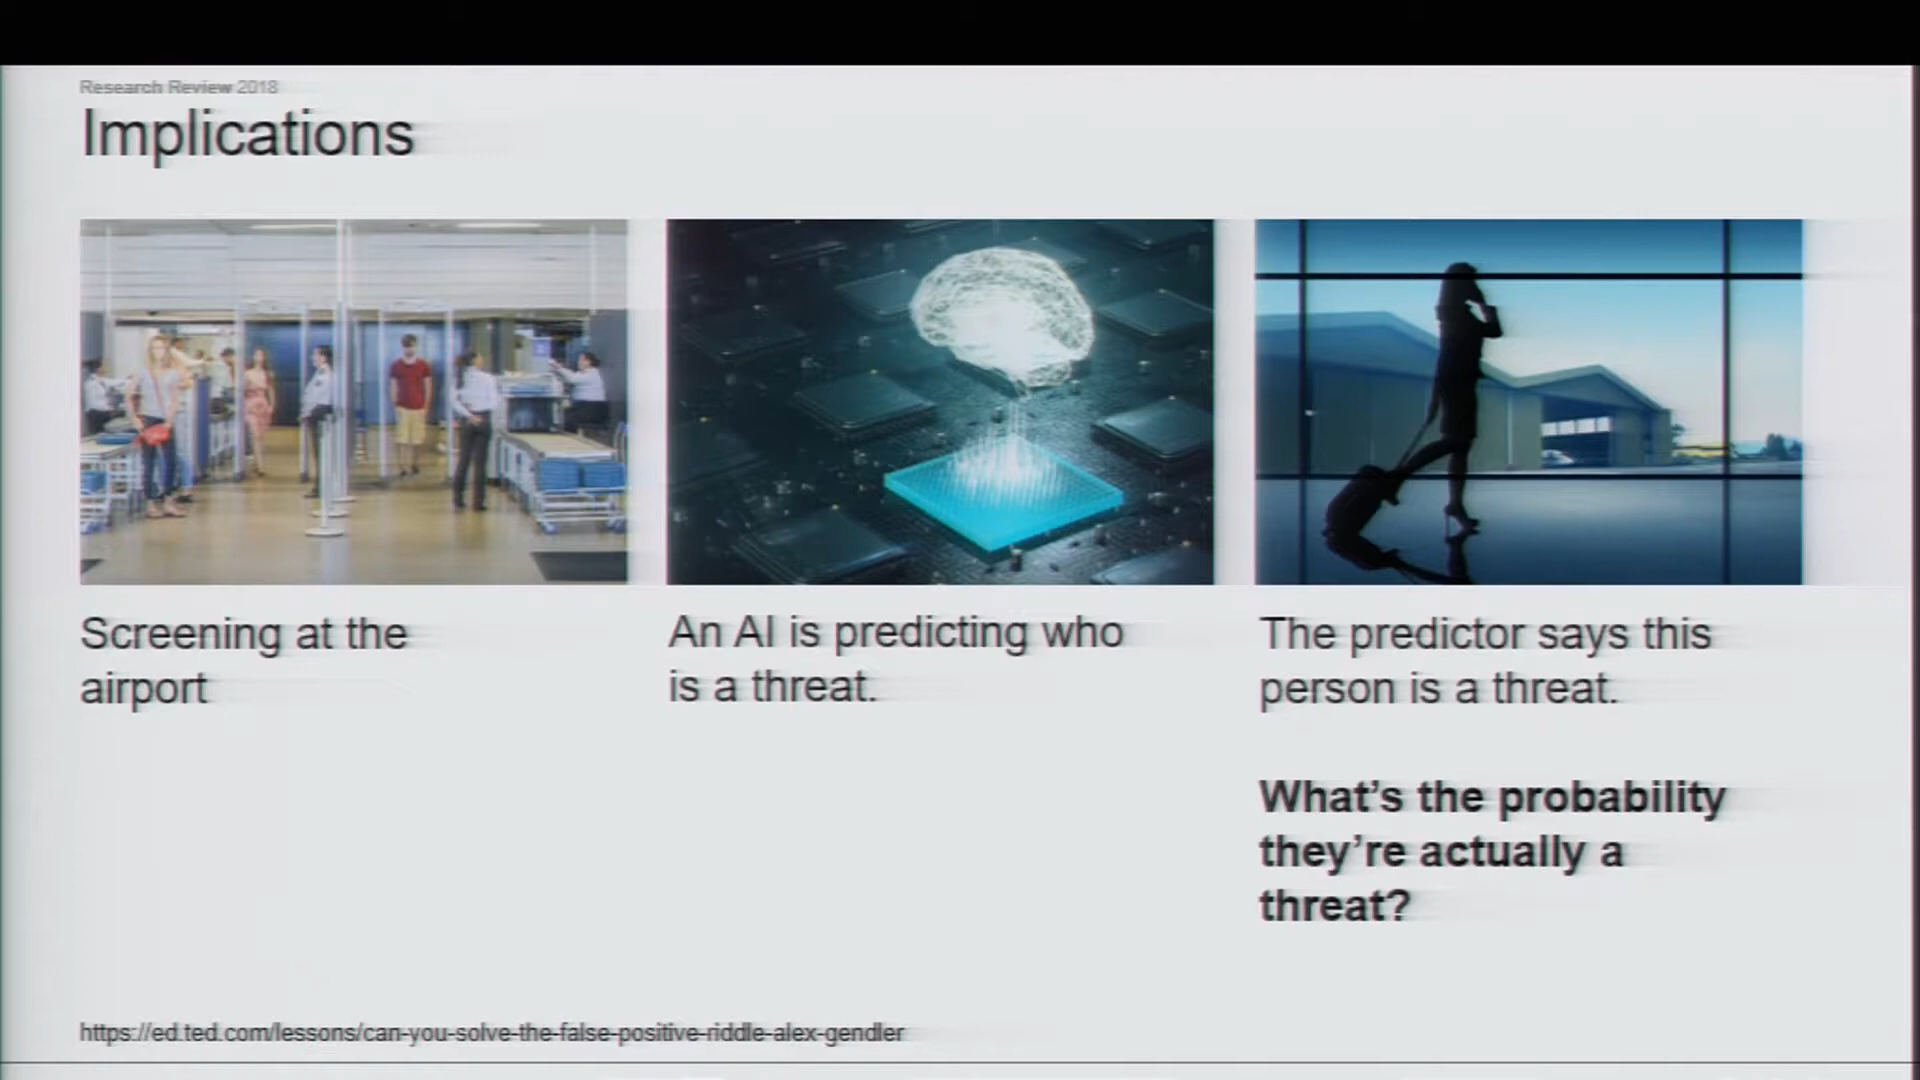 Research Review 2018
Implications
Screening at the
airport
An AI is predicting who
is a threat.
The predictor says this
person is a threat.
What’s the probability
they’re actually a
threat?
https://ed.ted.com/lessons/can-you-solve-the-false-positive-riddle-alex-gendler